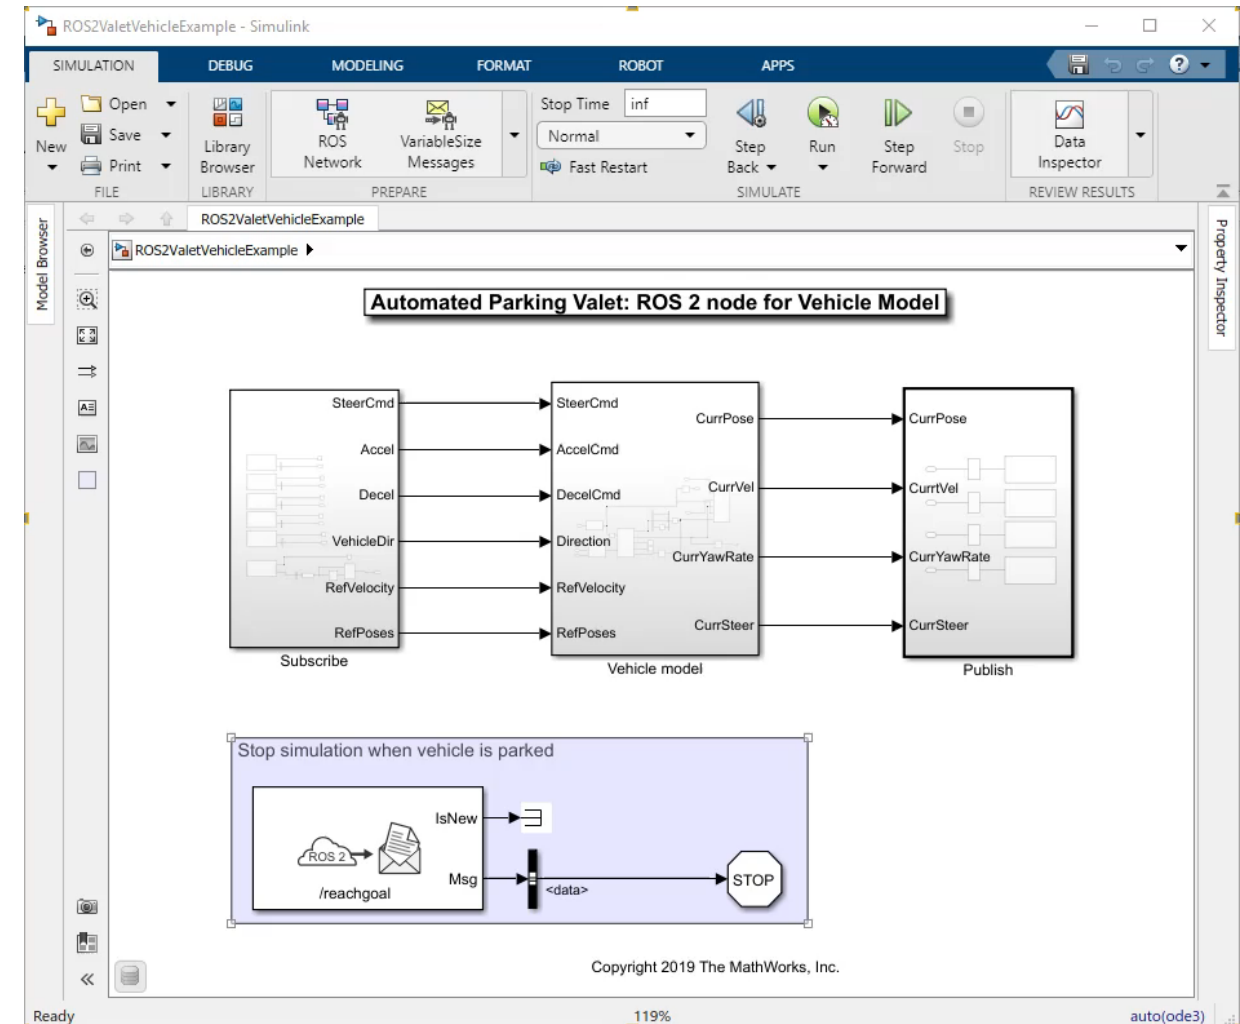 ROS2ValetVehicleExample - Simulink
SIMULATION DEBUG MODELING FORMAT ROBOT APPS
New
Open
Save
Print
FILE
Library
Browser
LIBRARY
ROS
Network
VariableSize
Messages
PREPARE
Stop Time inf
Normal
Fast Restart
Step
Back
Run
Step
Forward
Stop
SIMULATE
Data
Inspector
REVIEW RESULTS
Model Browser
ROS2ValetVehicleExample
ROS2ValetVehicleExample
Property Inspector
Automated Parking Valet: ROS 2 node for Vehicle Model
SteerCmd
Accel
Decel
VehicleDir
RefVelocity
RefPoses
Subscribe
SteerCmd
AccelCmd
DecelCmd
Direction
RefVelocity
RefPoses
CurrPose
CurrVel
CurrYawRate
CurrSteer
Vehicle model
CurrPose
CurrtVel
CurrYawRate
CurrSteer
Publish
Stop simulation when vehicle is parked
IsNew
ROS 2
Msg
/reachgoal
<data>
STOP
Copyright 2019 The MathWorks, Inc.
Ready 119% auto(ode3)